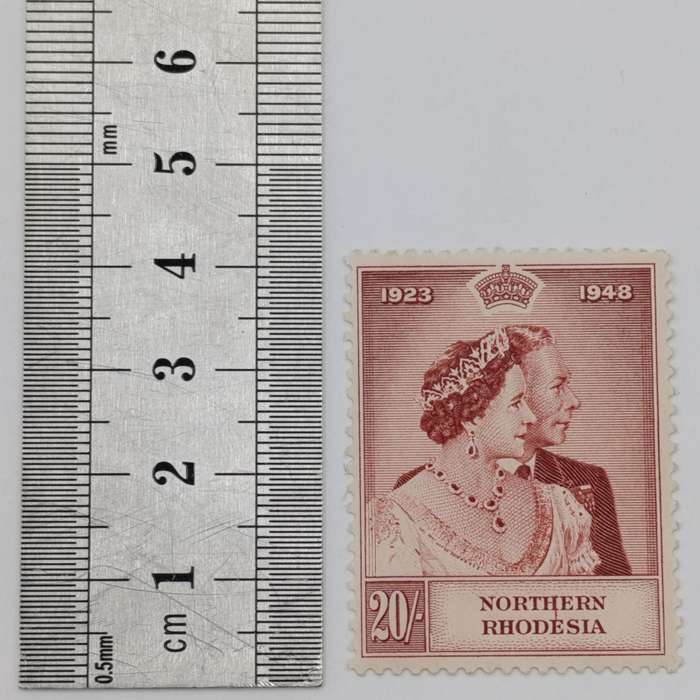 6
mm
5
4
3
2
1
cm
0.5mm
1923 1948
20/-
NORTHERN
RHODESIA